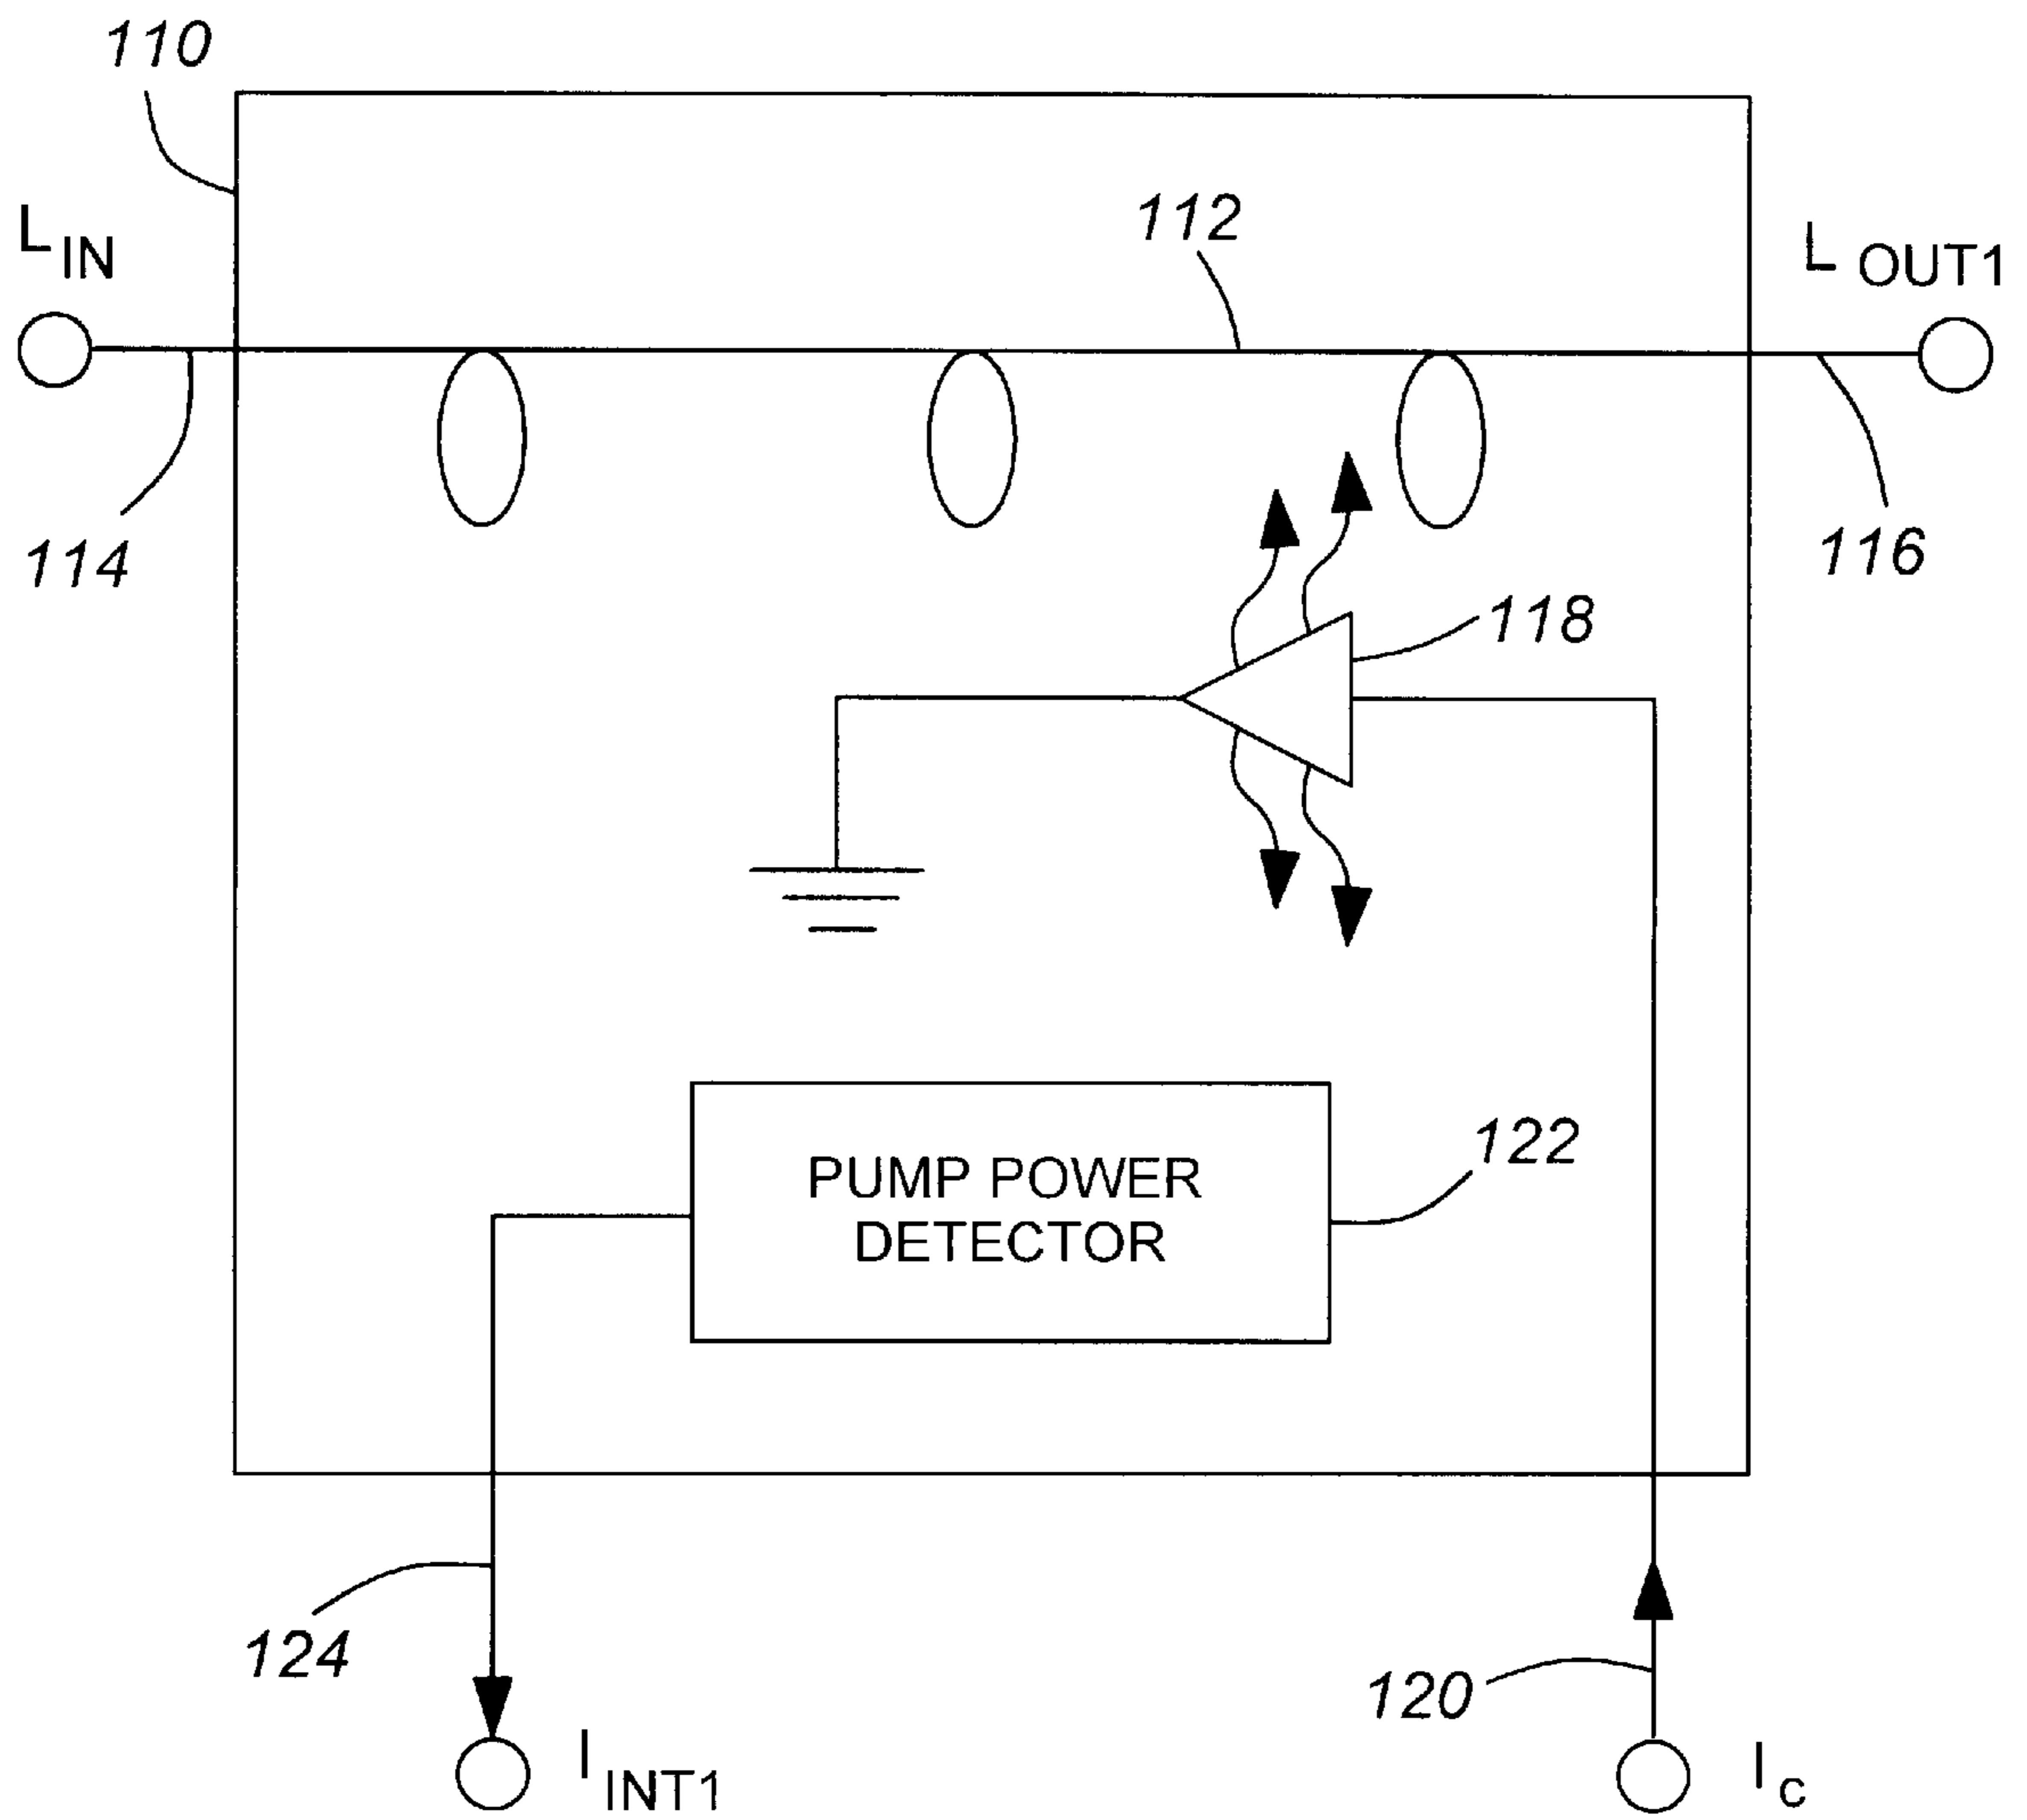 110
L IN
112
L OUT1
114
116
118
PUMP POWER
DETECTOR
122
124
120
I INT1
I C